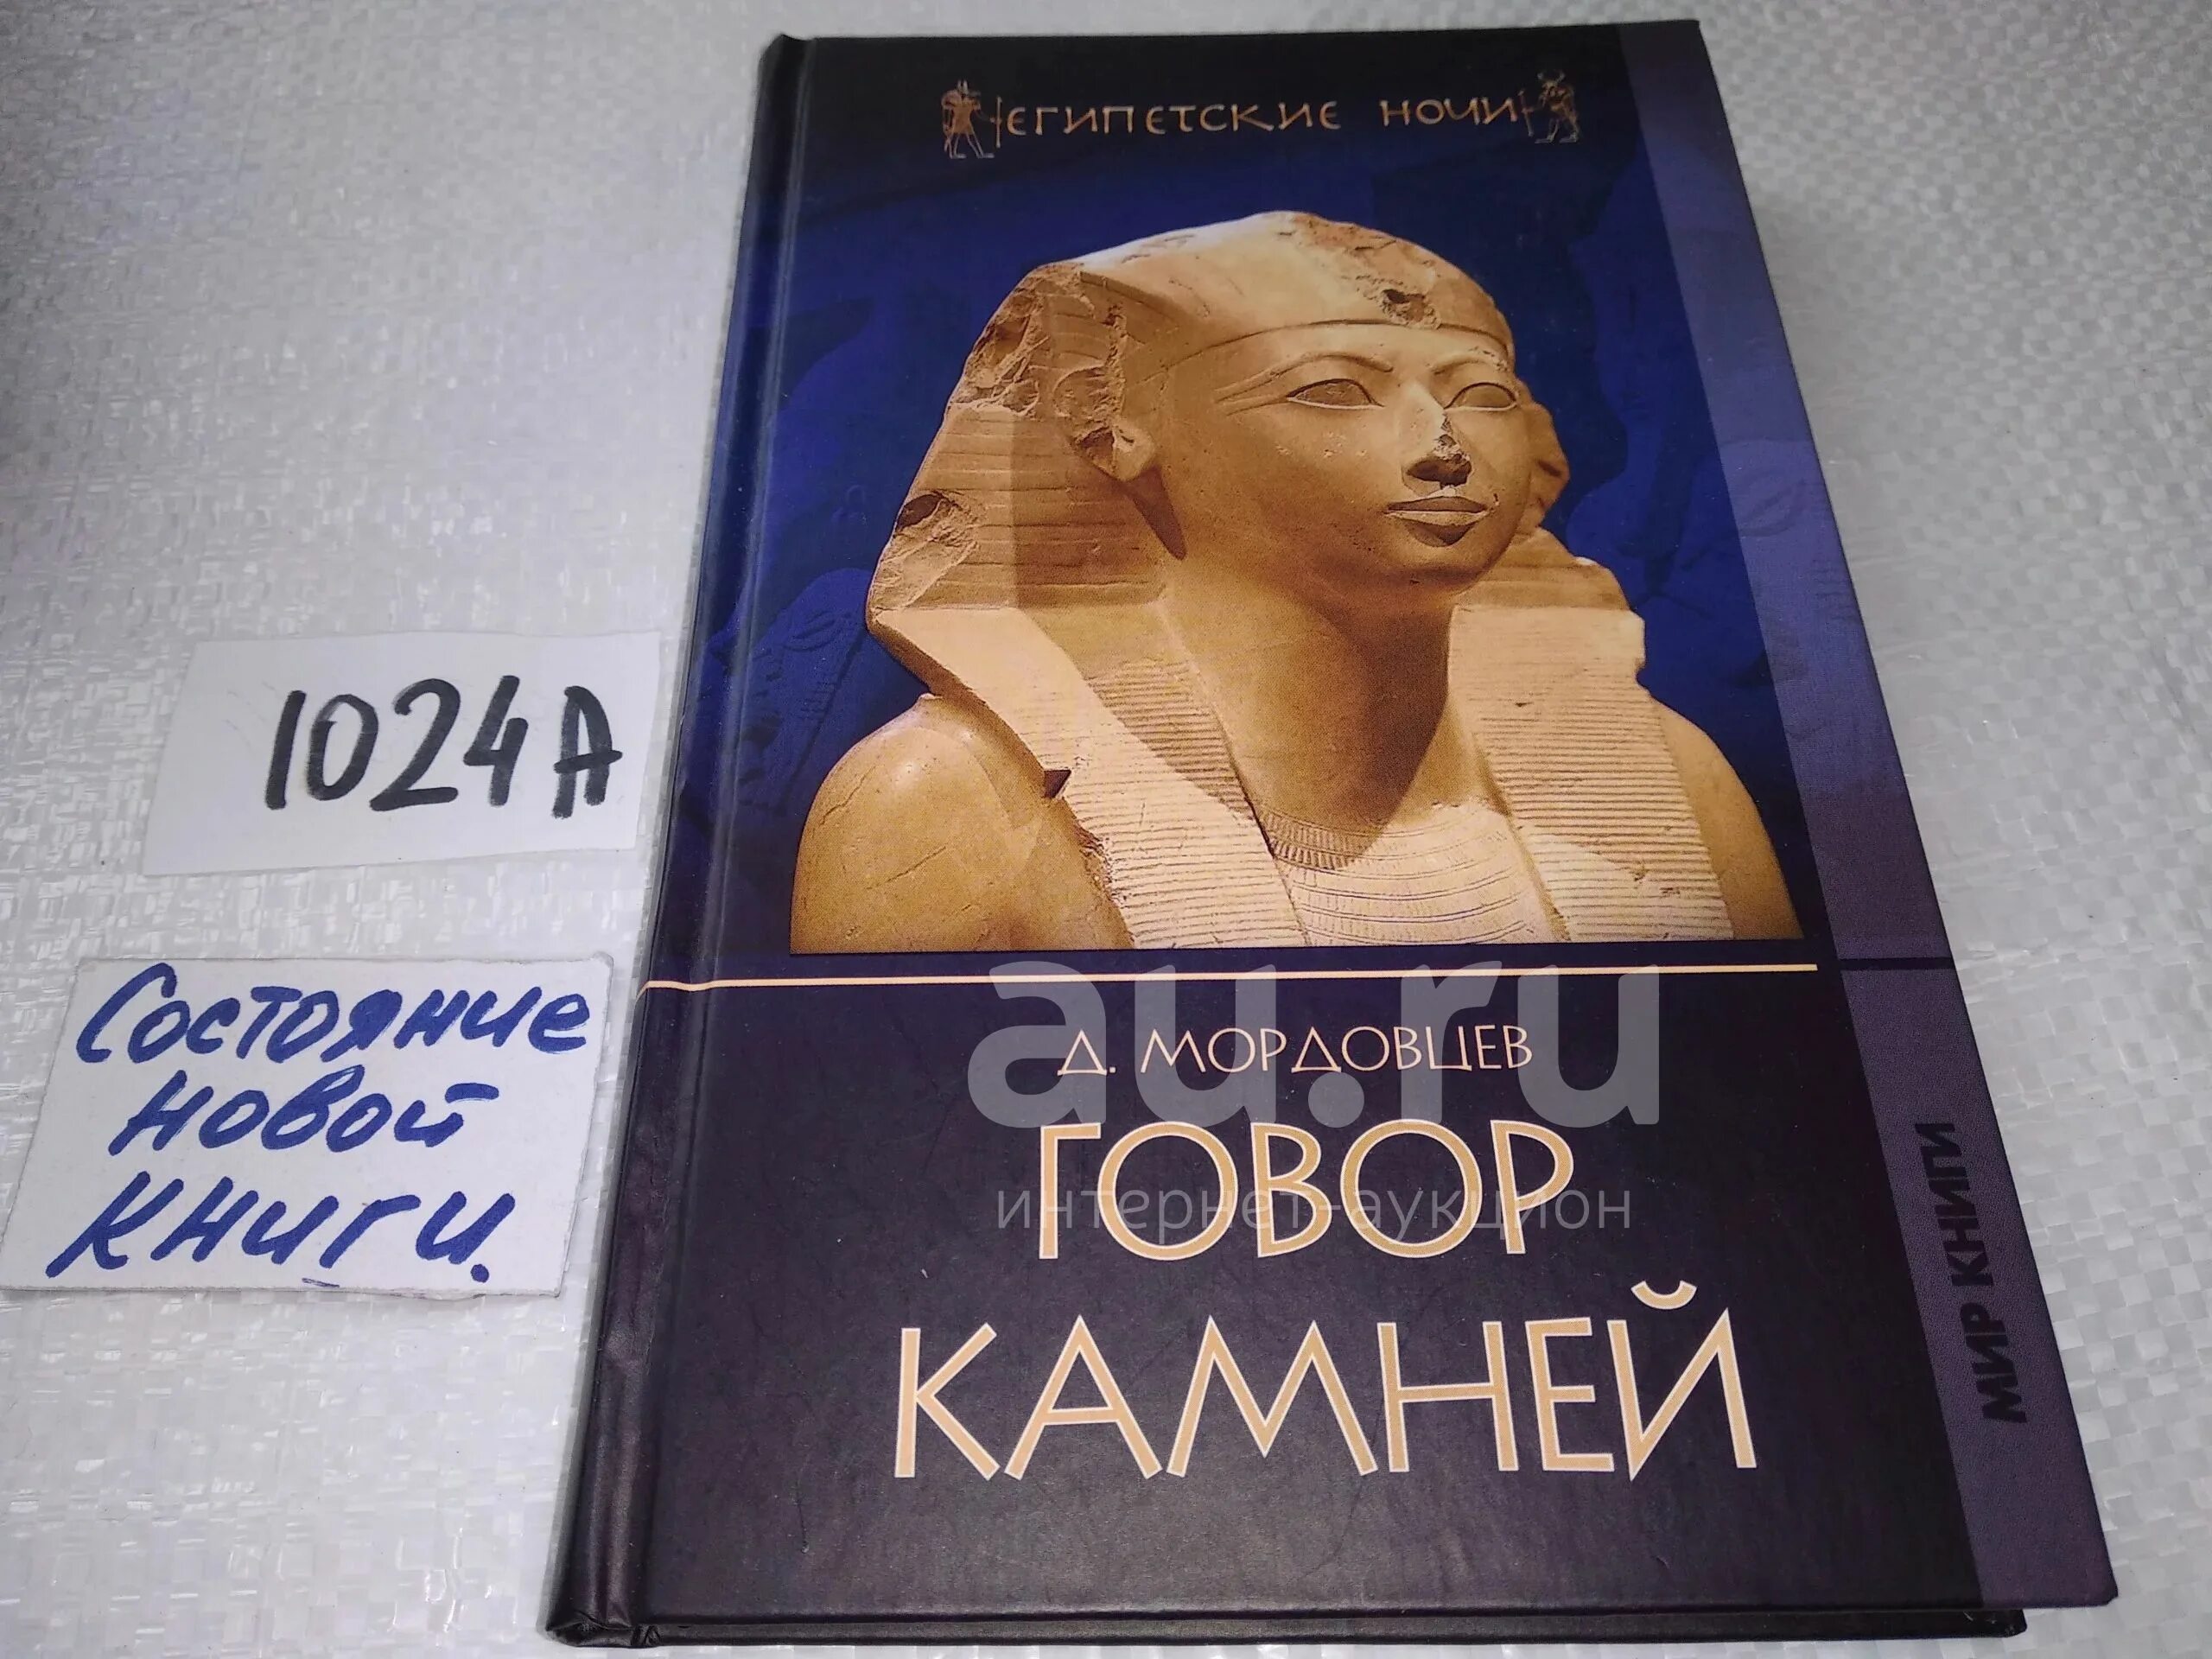 ЕГИПЕТСКИЕ НОЧИ
1024А
Состояние
новой
книги.
Д. МОРДОВЦЕВ
ГОВОР
КАМНЕЙ
МИР КНИГИ
au.ru
интернет-аукцион